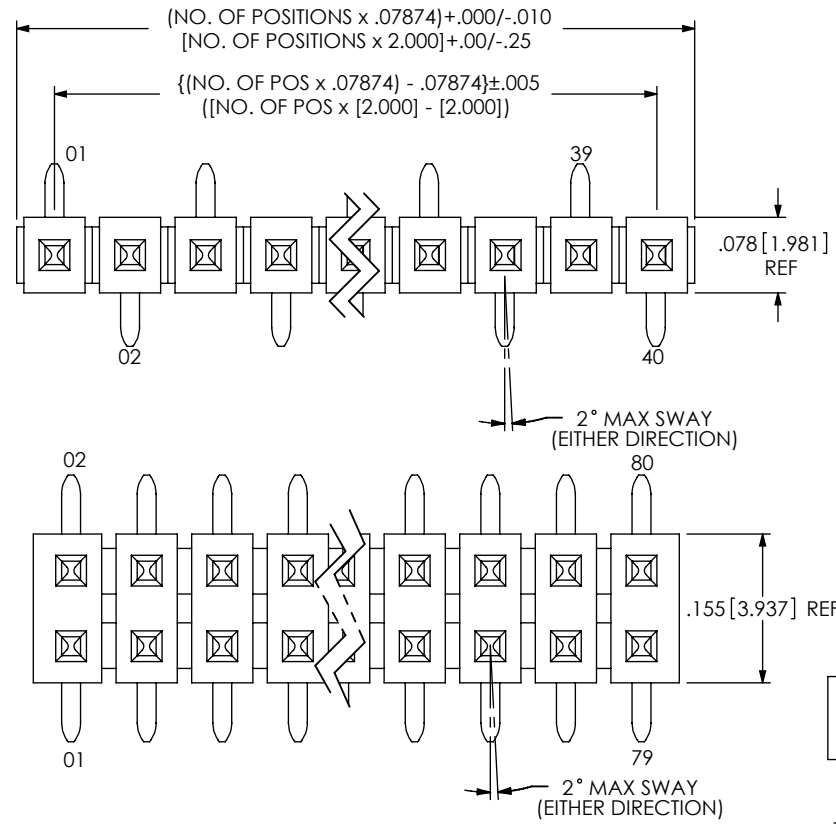 (NO. OF POSITIONS x .07874)+.000/-.010
[NO. OF POSITIONS x 2.000]+.00/-.25
{(NO. OF POS x .07874) - .07874}±.005
([NO. OF POS x [2.000] - [2.000])
01
39
.078[1.981]
REF
02
40
2° MAX SWAY
(EITHER DIRECTION)
02
80
.155[3.937] REF
01
79
2° MAX SWAY
(EITHER DIRECTION)